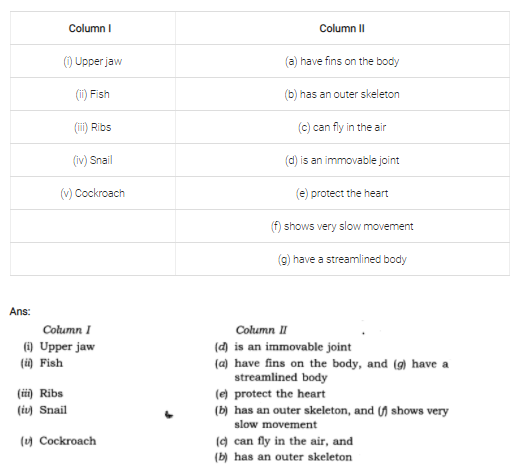 Column I Column II
(i) Upper jaw (a) have fins on the body
(ii) Fish (b) has an outer skeleton
(iii) Ribs (c) can fly in the air
(iv) Snail (d) is an immovable joint
(v) Cockroach (e) protect the heart
(f) shows very slow movement
(g) have a streamlined body
Ans:
Column I Column II
(i) Upper jaw (d) is an immovable joint
(ii) Fish (a) have fins on the body, and (g) have a
streamlined body
(iii) Ribs (e) protect the heart
(iv) Snail (b) has an outer skeleton, and (f) shows very
slow movement
(v) Cockroach (c) can fly in the air, and
(b) has an outer skeleton